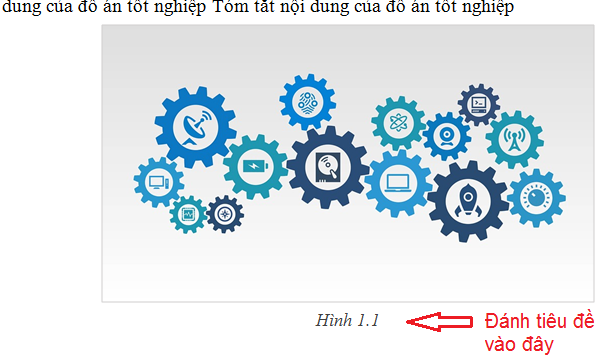 dung của đồ án tốt nghiệp Tóm tắt nội dung của đồ án tốt nghiệp
Hình 1.1
Đánh tiêu đề
vào đây